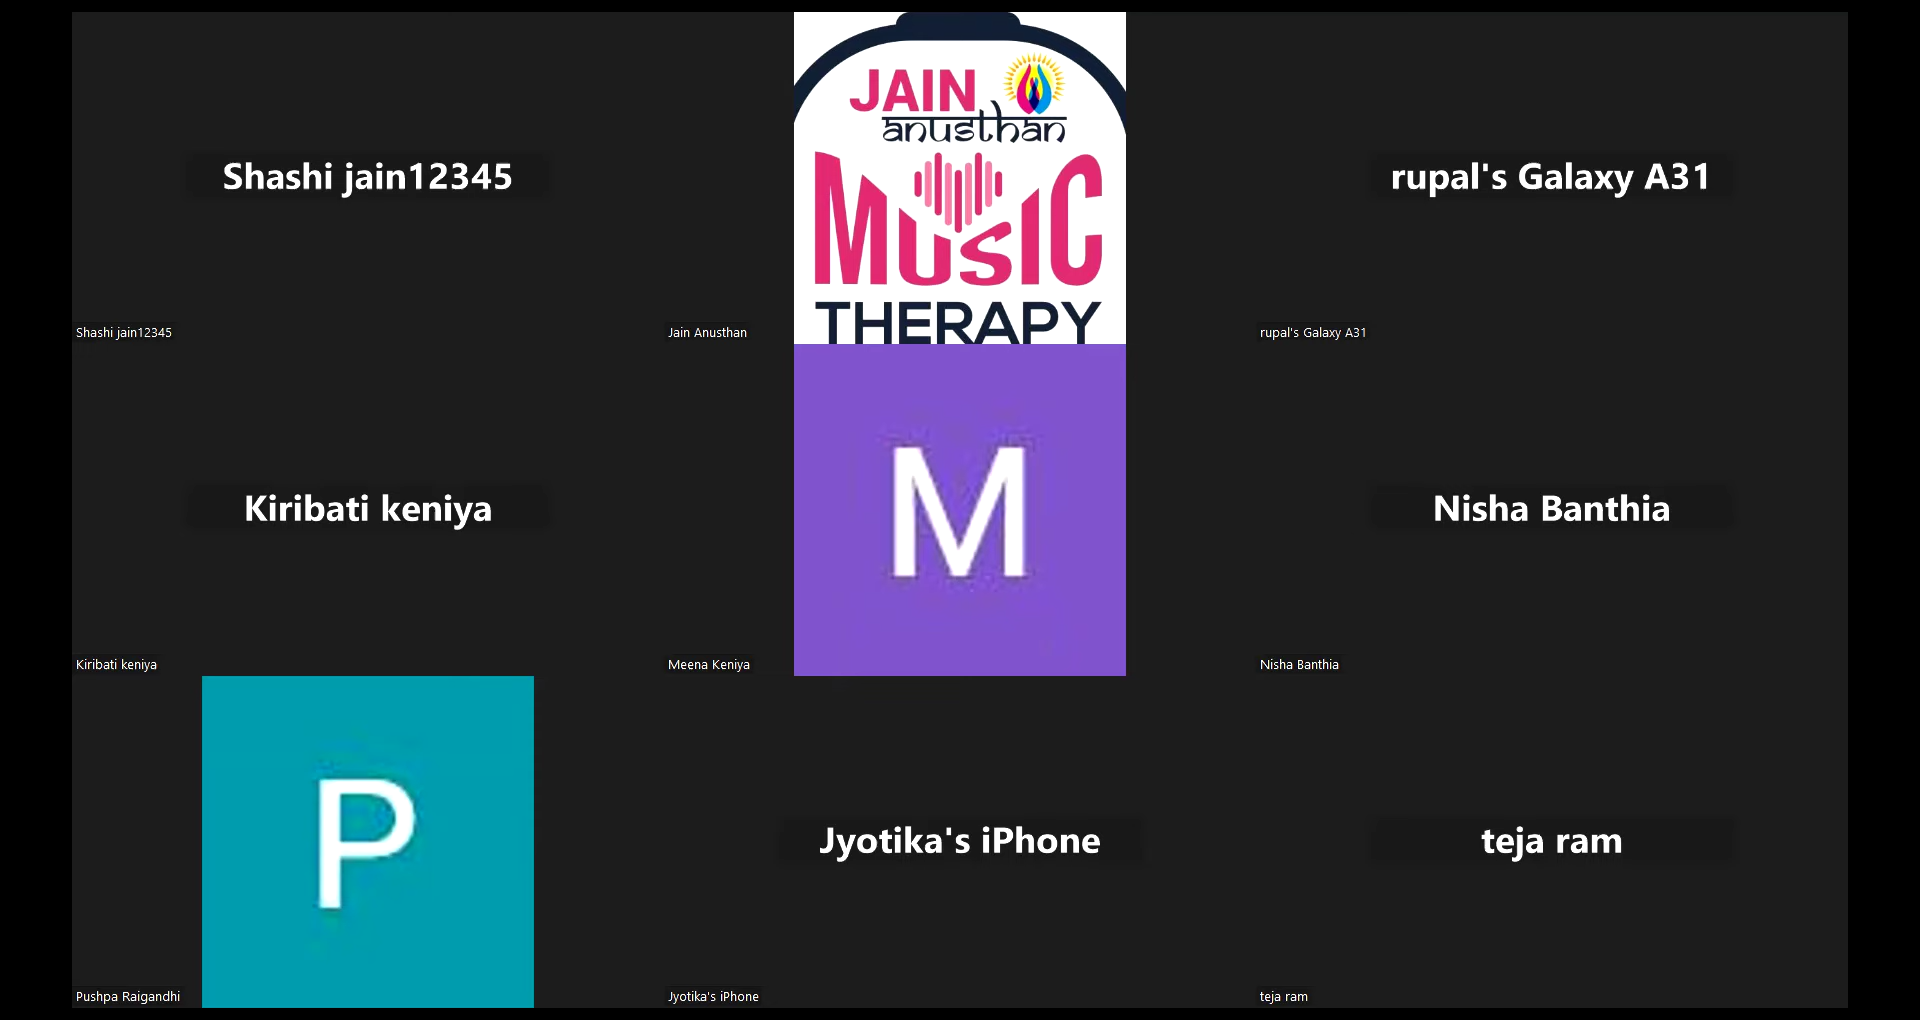 Shashi jain12345
JAIN
anusthan
MUSIC
THERAPY
rupal's Galaxy A31
Shashi jain12345
Jain Anusthan
rupal's Galaxy A31
Kiribati keniya
M
Nisha Banthia
Kiribati keniya
Meena Keniya
Nisha Banthia
P
Jyotika's iPhone
teja ram
Pushpa Raigandhi
Jyotika's iPhone
teja ram